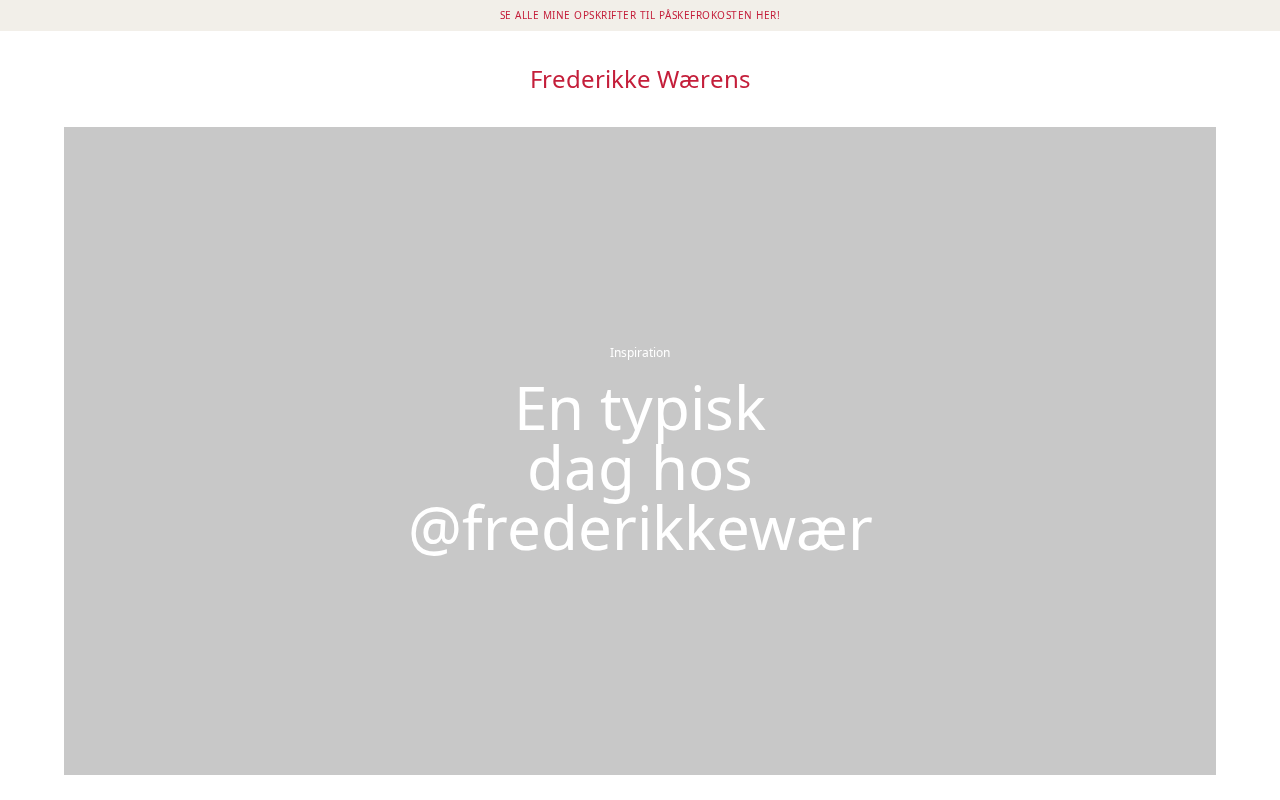 SE ALLE MINE OPSKRIFTER TIL PÅSKEFROKOSTEN HER!
Frederikke Wærens
Inspiration
En typisk
dag hos
@frederikkewær